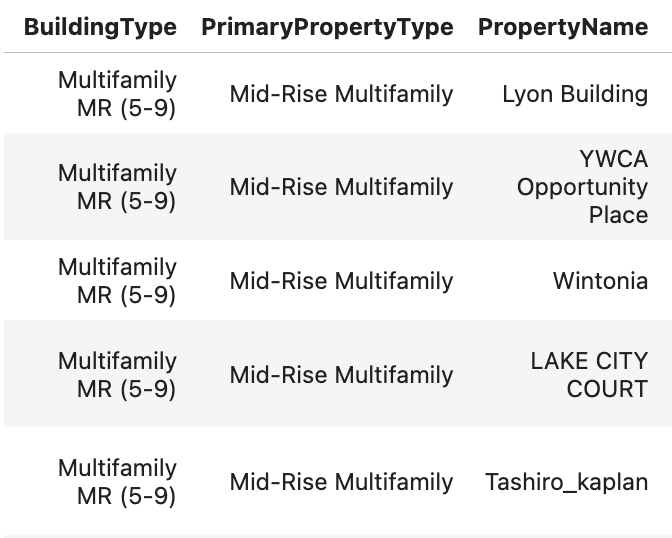 BuildingType PrimaryPropertyType PropertyName
Multifamily
MR (5-9) Mid-Rise Multifamily Lyon Building
Multifamily
MR (5-9) Mid-Rise Multifamily YWCA
Opportunity
Place
Multifamily
MR (5-9) Mid-Rise Multifamily Wintonia
Multifamily
MR (5-9) Mid-Rise Multifamily LAKE CITY
COURT
Multifamily
MR (5-9) Mid-Rise Multifamily Tashiro_kaplan